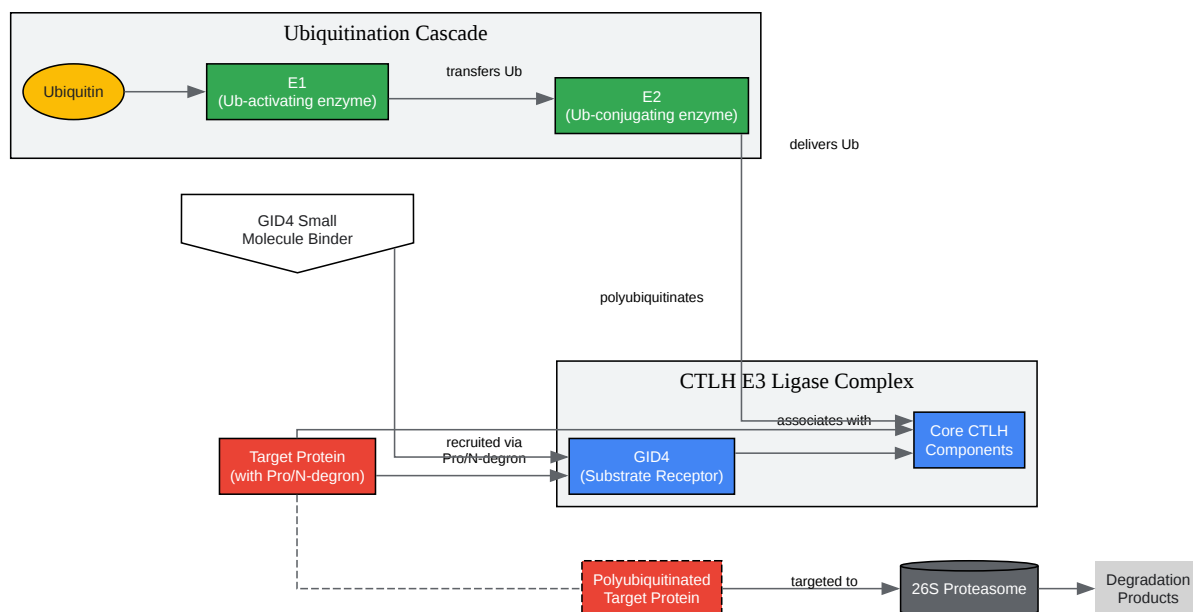 Ubiquitination Cascade
Ubiquitin
E1
(Ub-activating enzyme)
transfers Ub
E2
(Ub-conjugating enzyme)
delivers Ub
GID4 Small
Molecule Binder
polyubiquitinates
CTLH E3 Ligase Complex
associates with
Core CTLH
Components
Target Protein
(with Pro/N-degron)
recruited via
Pro/N-degron
GID4
(Substrate Receptor)
Polyubiquitinated
Target Protein
targeted to
26S Proteasome
Degradation
Products